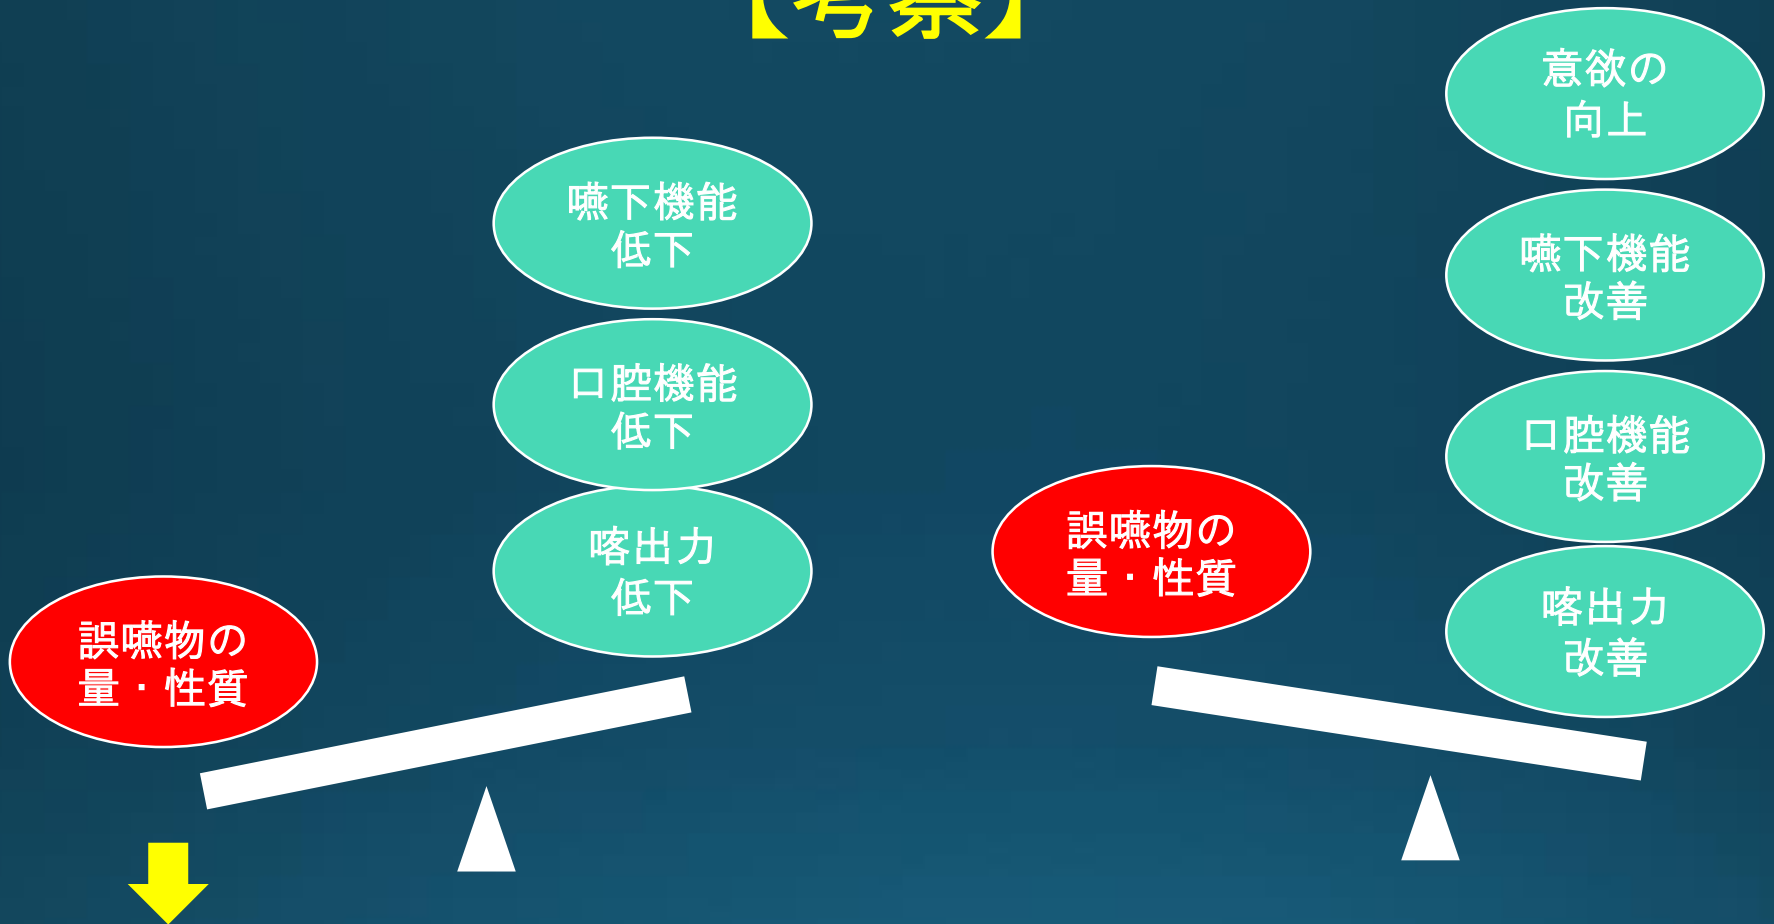 【考察】
嚥下機能
低下
口腔機能
低下
喀出力
低下
誤嚥物の
量・性質
意欲の
向上
嚥下機能
改善
口腔機能
改善
喀出力
改善
誤嚥物の
量・性質